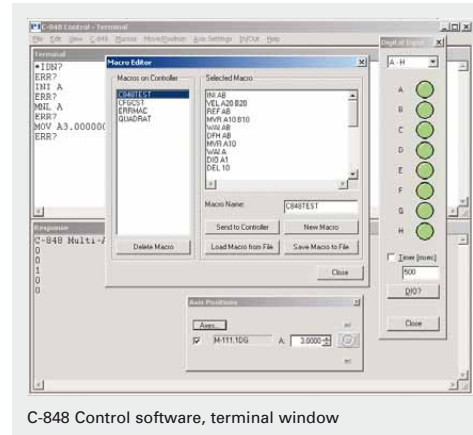 C-848 Control - Terminal
File Edit View C-848 Macros Move/Position Axis Settings In/Out Help
Terminal
*IDN?
ERR?
INI A
ERR?
MNL A
ERR?
MOV A3.000000
ERR?
Macro Editor
Macros on Controller
C848TEST
CFGCST
ERRHAC
QUADRAT
Delete Macro
Selected Macro
INI AB
VEL A20 B20
REF AB
MVR A10 B10
WAI AB
DFH AB
MVR A10
WAI A
DIO A1
DEL 10
Macro Name:
C848TEST
Send to Controller
New Macro
Load Macro from File
Save Macro to File
Close
Digital Input
A - H
A
B
C
D
E
F
G
H
Timer [msec]
500
DIO?
Close
Response
C-848 Multi-A
0
0
1
0
0
Axis Positions
Axes...
M-111.1DG
A:
3.0000
C-848 Control software, terminal window